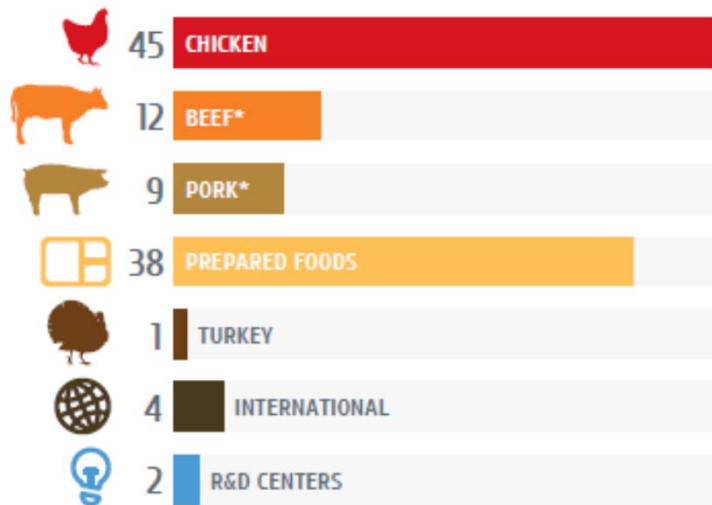 45 CHICKEN
12 BEEF*
9 PORK*
38 PREPARED FOODS
1 TURKEY
4 INTERNATIONAL
2 R&D CENTERS